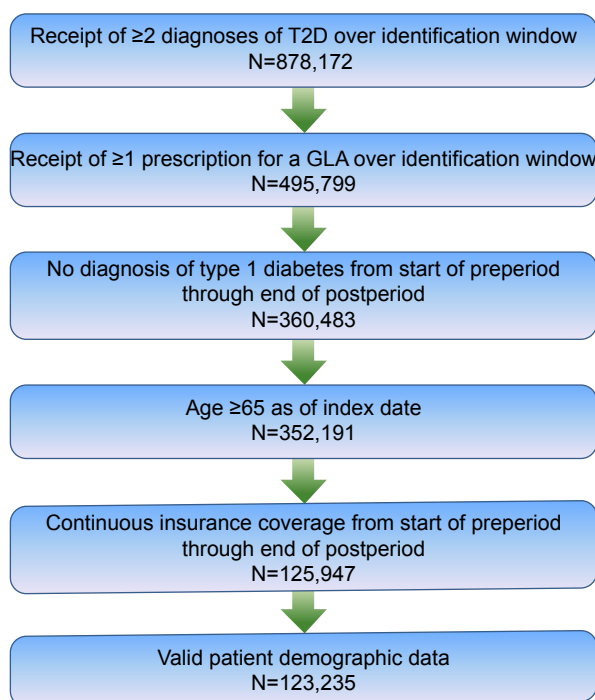 Receipt of ≥2 diagnoses of T2D over identification window
N=878,172
Receipt of ≥1 prescription for a GLA over identification window
N=495,799
No diagnosis of type 1 diabetes from start of preperiod
through end of postperiod
N=360,483
Age ≥65 as of index date
N=352,191
Continuous insurance coverage from start of preperiod
through end of postperiod
N=125,947
Valid patient demographic data
N=123,235